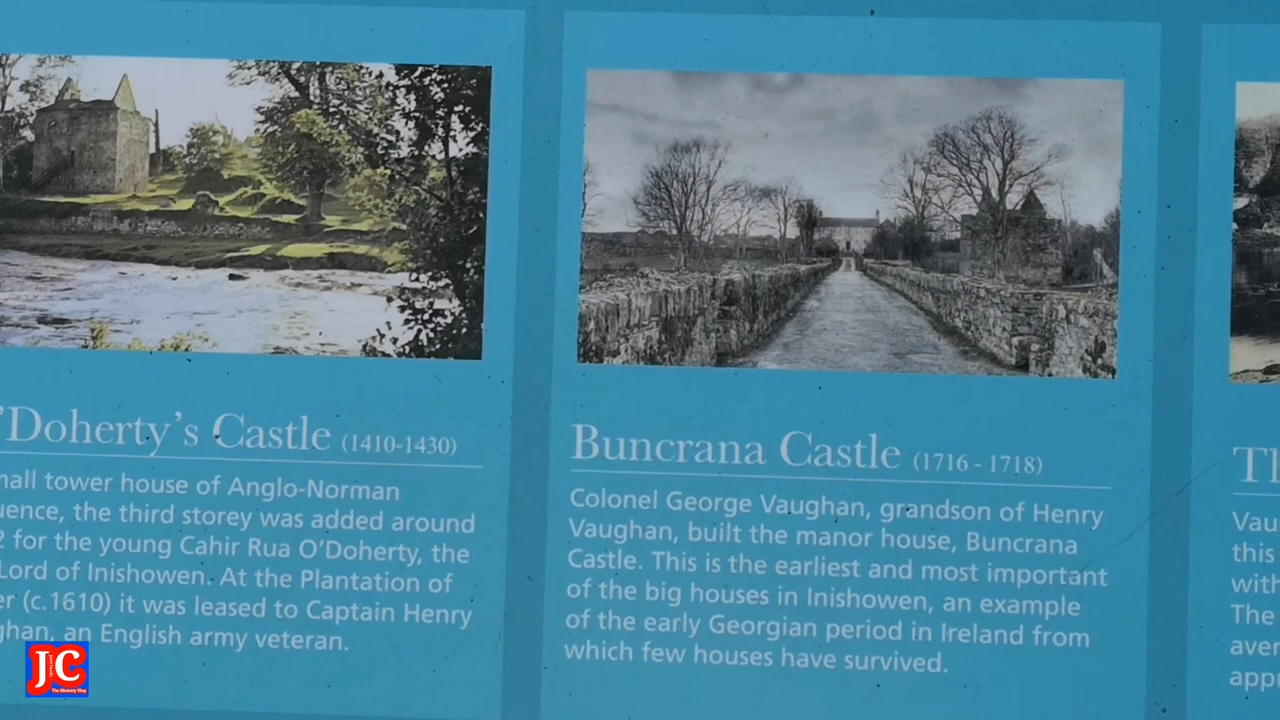 'Doherty's Castle (1410-1430)
mall tower house of Anglo-Norman
uence, the third storey was added around
2 for the young Cahir Rua O'Doherty, the
Lord of Inishowen. At the Plantation of
er (c.1610) it was leased to Captain Henry
ghan, an English army veteran.
Buncrana Castle (1716 - 1718)
Colonel George Vaughan, grandson of Henry
Vaughan, built the manor house, Buncrana
Castle. This is the earliest and most important
of the big houses in Inishowen, an example
of the early Georgian period in Ireland from
which few houses have survived.
Th
Vau
this
with
The
aver
appr
JC